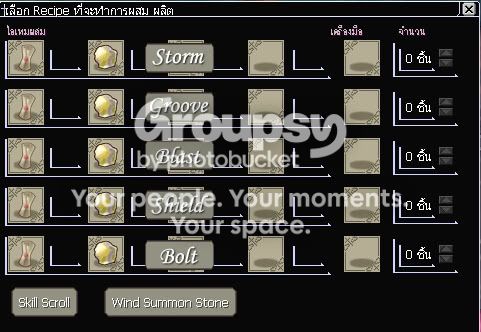 เลือก Recipe ที่จะทำการผสม ผลิต
ไอเทมผสม เครื่องมือ จำนวน
Storm 0 ชิ้น
Groove 0 ชิ้น
Groupsy
by photobucket
Blast 0 ชิ้น
Your people. Your moments.
Shield 0 ชิ้น
Your space.
Bolt 0 ชิ้น
Skill Scroll Wind Summon Stone